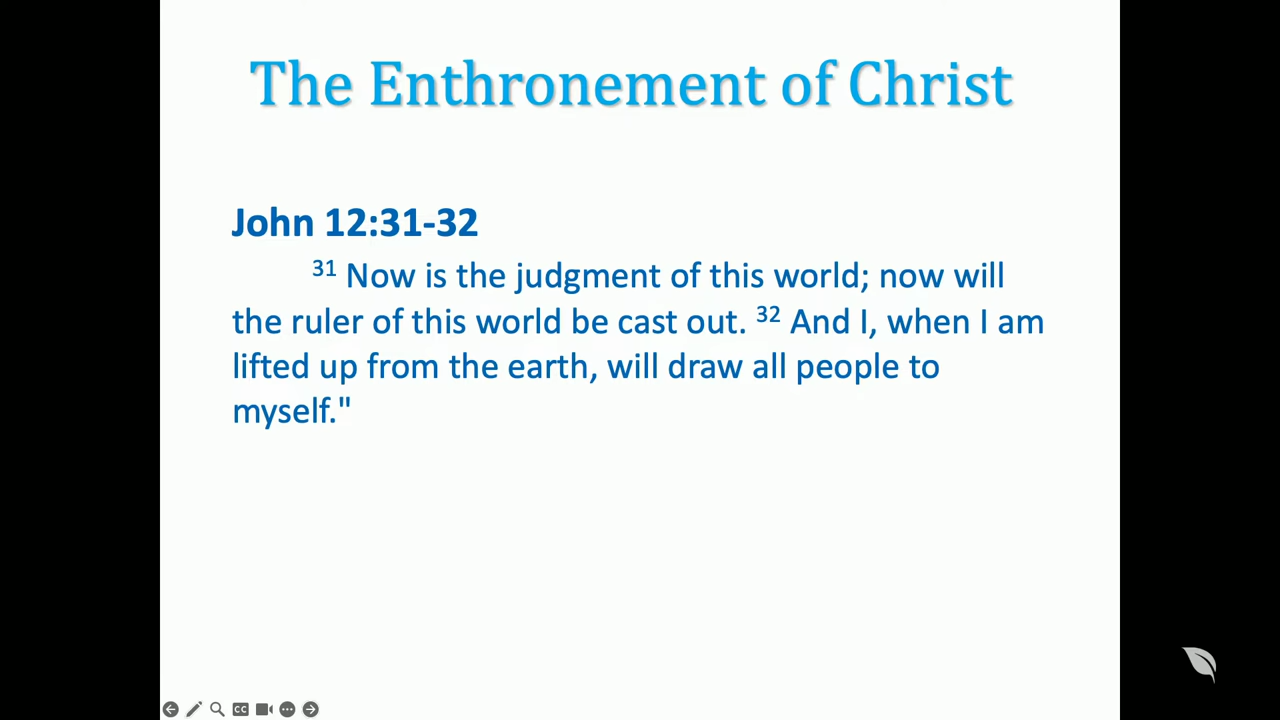 The Enthronement of Christ
John 12:31-32
31 Now is the judgment of this world; now will
the ruler of this world be cast out. 32 And I, when I am
lifted up from the earth, will draw all people to
myself."
CC